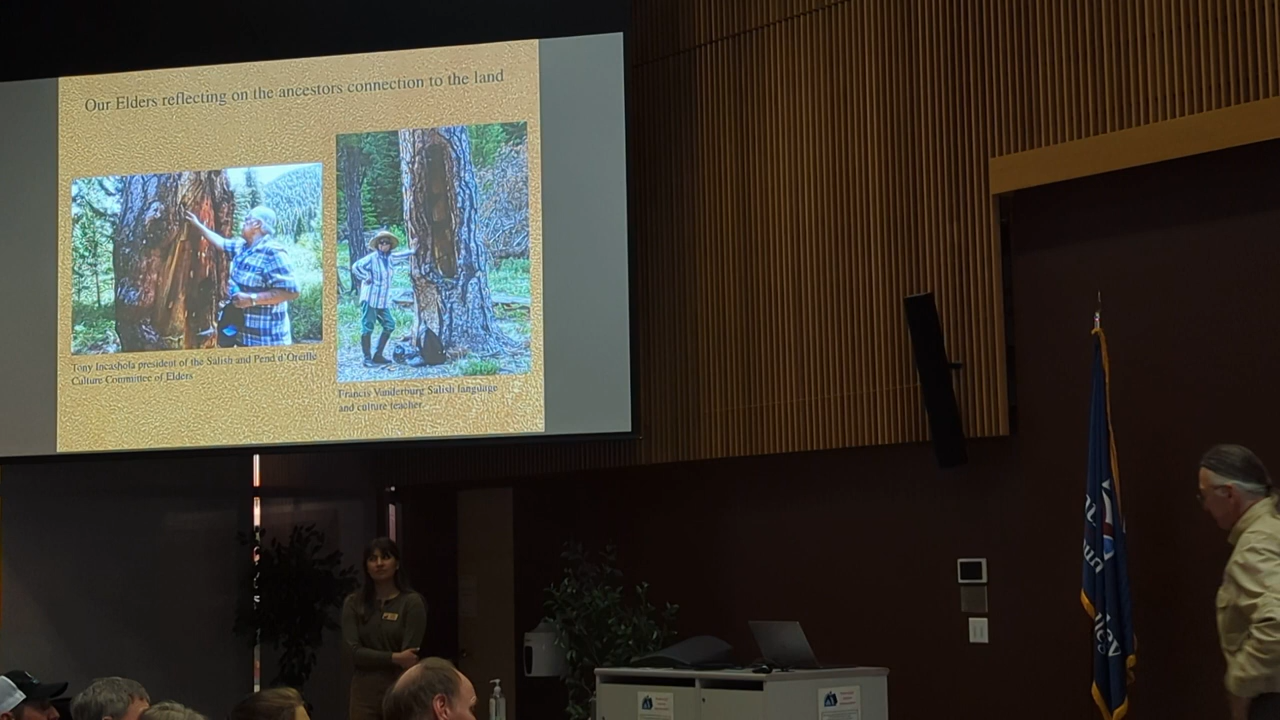 Our Elders reflecting on the ancestors connection to the land
Tony Incashola president of the Salish and Pend d'Oreille
Culture Committee of Elders
Francis Vanderburg Salish language
and culture teacher.